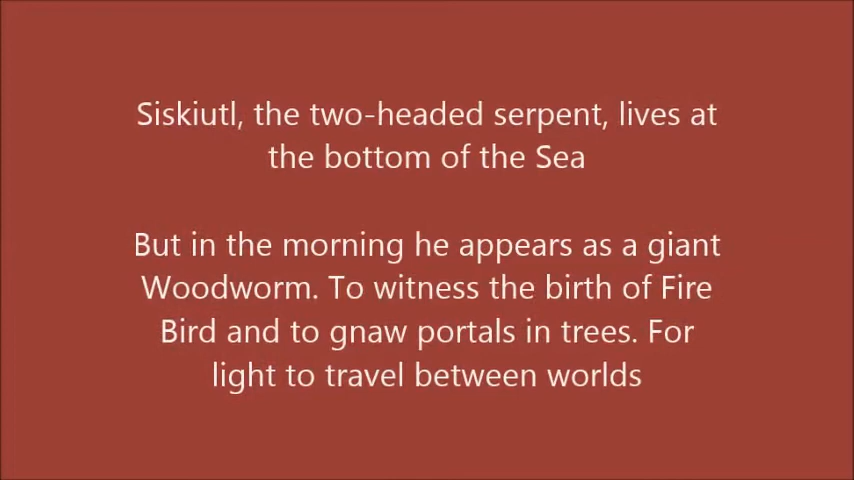 Siskiutl, the two-headed serpent, lives at
the bottom of the Sea
But in the morning he appears as a giant
Woodworm. To witness the birth of Fire
Bird and to gnaw portals in trees. For
light to travel between worlds